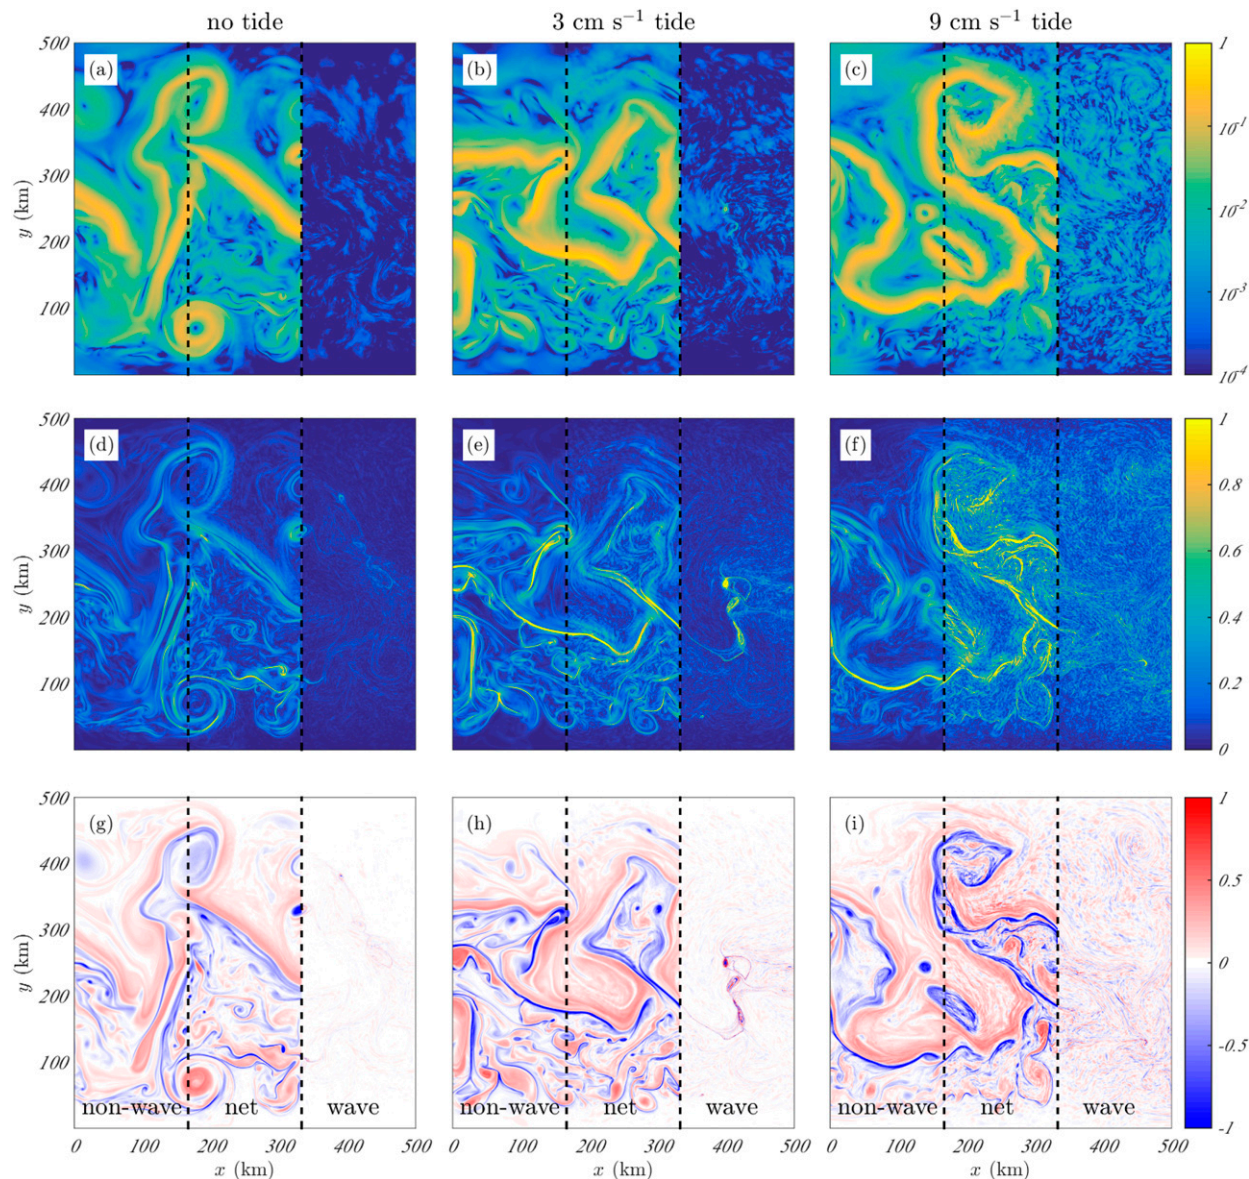 no tide 3 cm s⁻¹ tide 9 cm s⁻¹ tide
500 (a) (b) (c) 1
400 10⁻¹
300
y (km) 10⁻²
200
100 10⁻³
10⁻⁴
500 (d) (e) (f) 1
400 0.8
300 0.6
y (km)
200 0.4
100 0.2
0
500 (g) (h) (i) 1
400 0.5
300
y (km) 0
200
100 -0.5
non-wave net wave non-wave net wave non-wave net wave
-1
0 100 200 300 400 500 0 100 200 300 400 500 0 100 200 300 400 500
x (km) x (km) x (km)